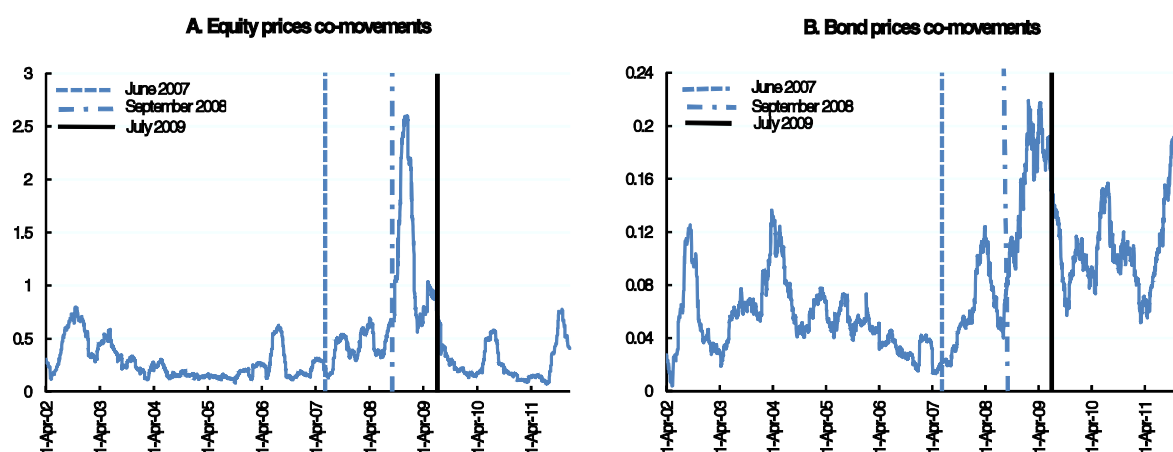 A. Equity prices co-movements
3
2.5
2
1.5
1
0.5
0
June 2007
September 2008
July 2009
1-Apr-02
1-Apr-03
1-Apr-04
1-Apr-05
1-Apr-06
1-Apr-07
1-Apr-08
1-Apr-09
1-Apr-10
1-Apr-11
B. Bond prices co-movements
0.24
0.2
0.16
0.12
0.08
0.04
0
June 2007
September 2008
July 2009
1-Apr-02
1-Apr-03
1-Apr-04
1-Apr-05
1-Apr-06
1-Apr-07
1-Apr-08
1-Apr-09
1-Apr-10
1-Apr-11